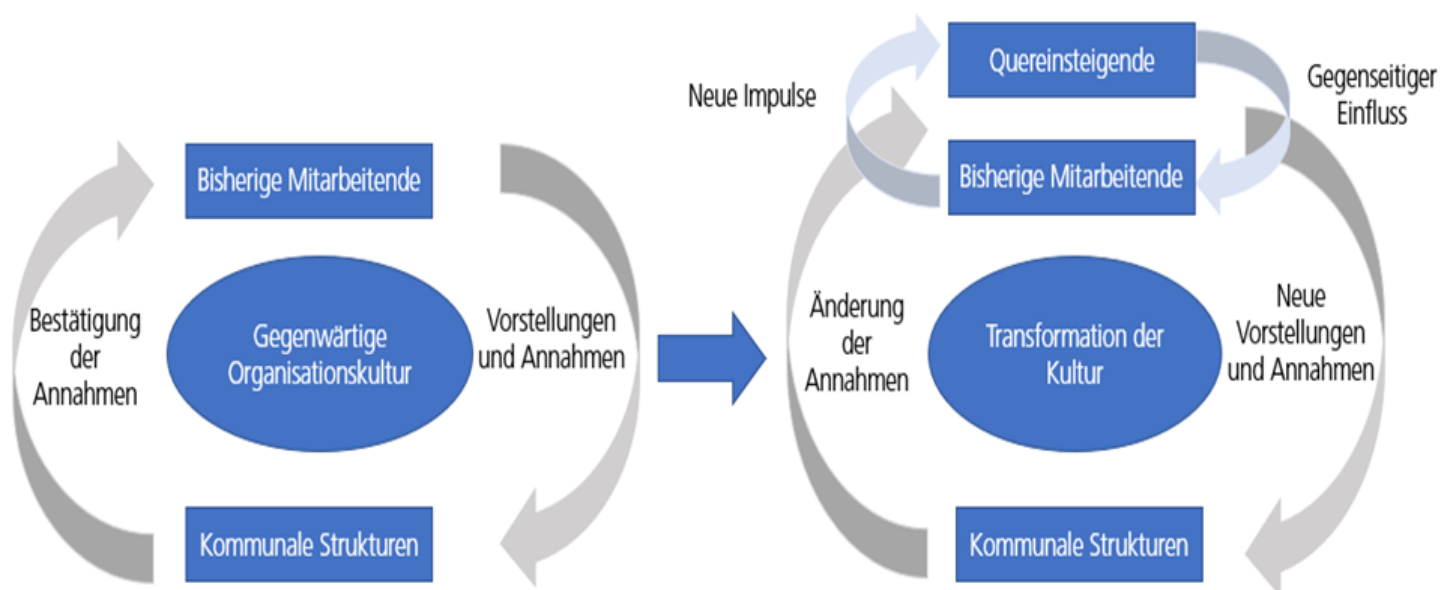 Bisherige Mitarbeitende
Bestätigung
der
Annahmen
Gegenwärtige
Organisationskultur
Vorstellungen
und Annahmen
Kommunale Strukturen
Neue Impulse
Quereinsteigende
Gegenseitiger
Einfluss
Bisherige Mitarbeitende
Änderung
der
Annahmen
Transformation der
Kultur
Neue
Vorstellungen
und Annahmen
Kommunale Strukturen